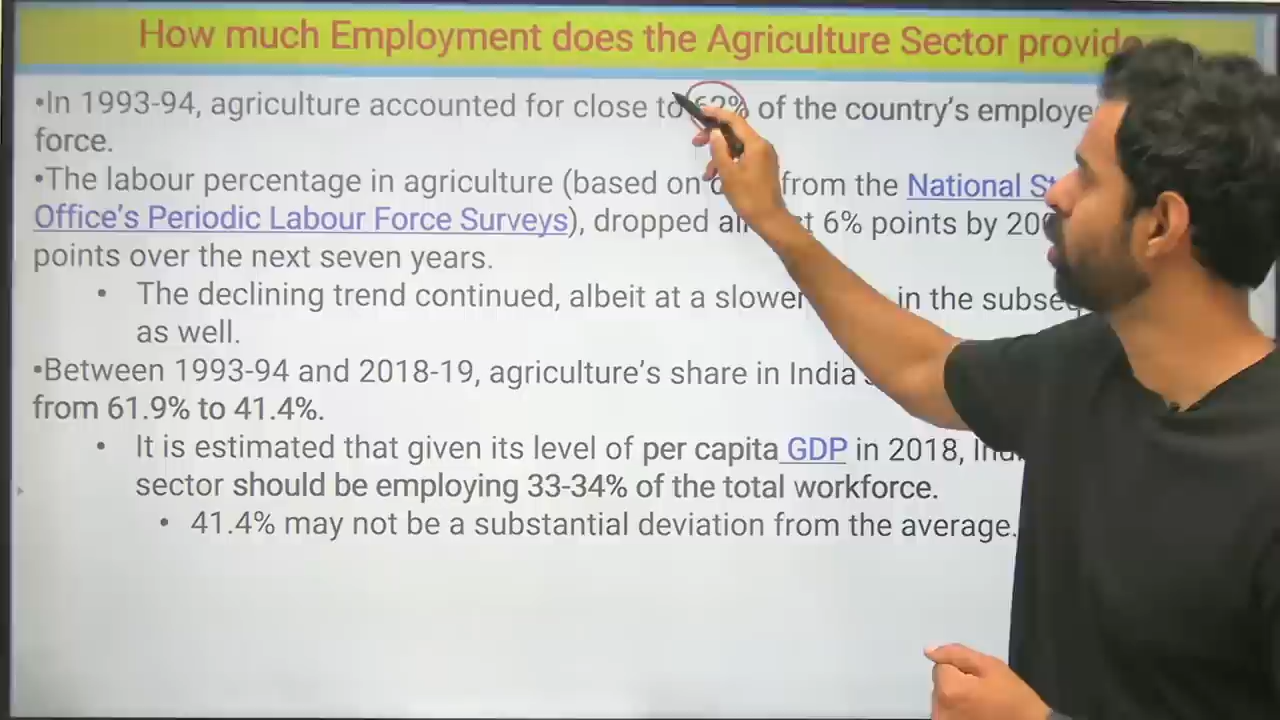 How much Employment does the Agriculture Sector provide
•In 1993-94, agriculture accounted for close to 62% of the country's employe
force.
•The labour percentage in agriculture (based on from the National St
Office's Periodic Labour Force Surveys), dropped 6% points by 200
points over the next seven years.
• The declining trend continued, albeit at a slower in the subseq
as well.
•Between 1993-94 and 2018-19, agriculture's share in India's
from 61.9% to 41.4%.
• It is estimated that given its level of per capita GDP in 2018,
sector should be employing 33-34% of the total workforce.
• 41.4% may not be a substantial deviation from the average.